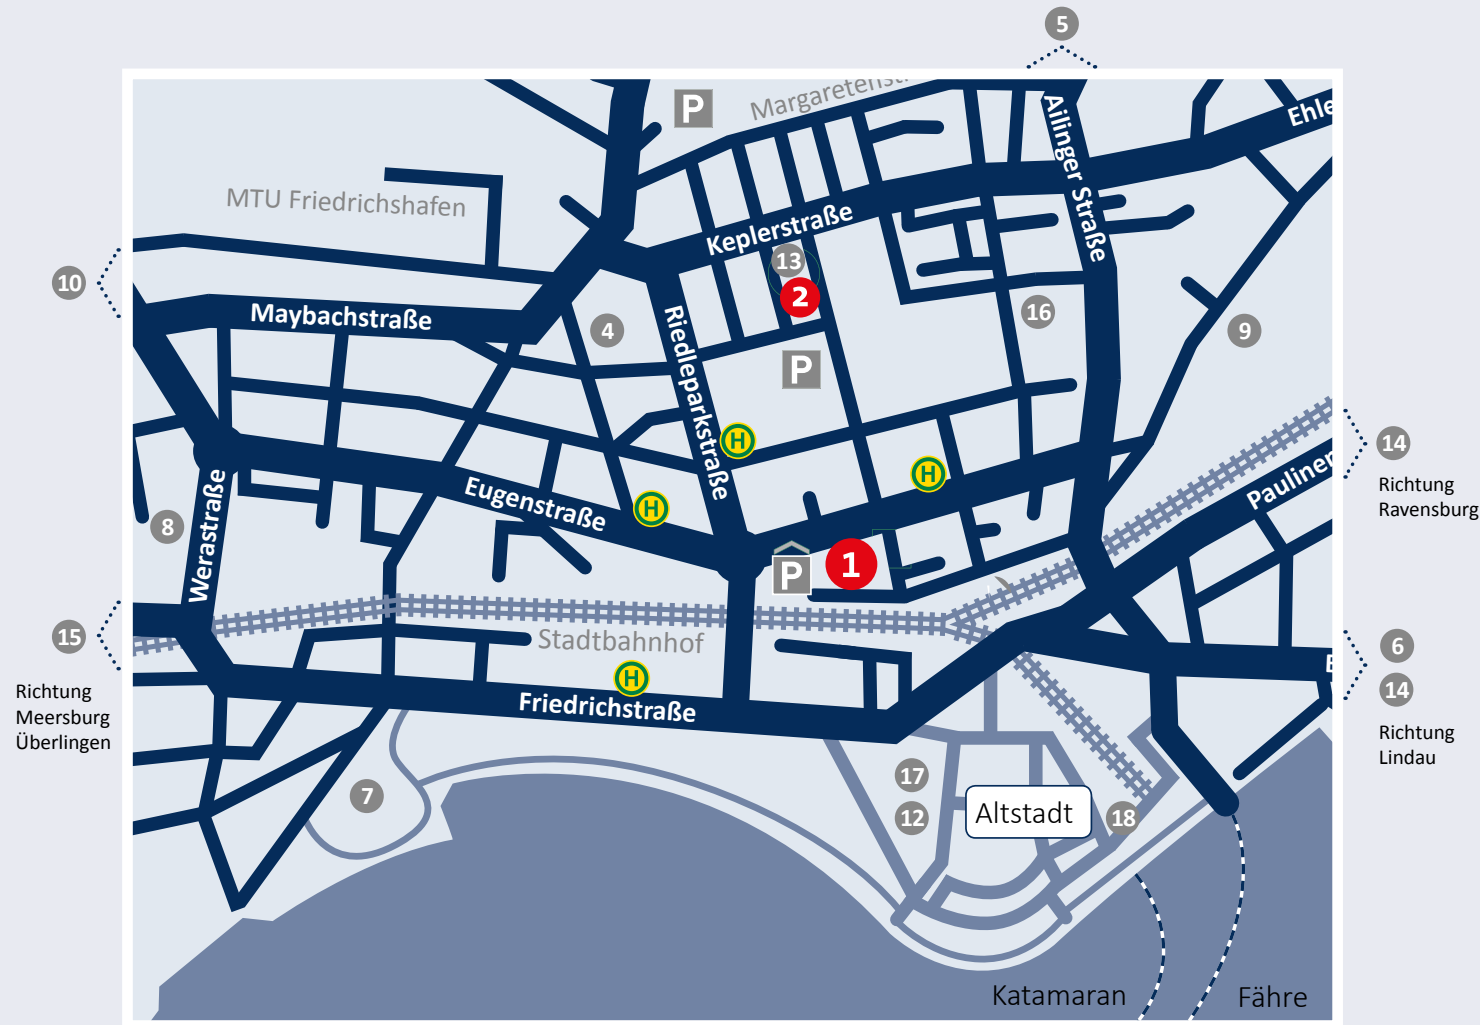 5
P
Margaretenstr
Ailinger Straße
Ehle
MTU Friedrichshafen
Keplerstraße
13
2
10
Maybachstraße
4
Riedleparkstraße
16
9
P
H
H
14
Richtung
Ravensburg
Pauliner
Eugenstraße
H
8
Werastraße
P
1
15
Richtung
Meersburg
Überlingen
Stadtbahnhof
H
Friedrichstraße
6
14
Richtung
Lindau
7
17
12
Altstadt
18
Katamaran
Fähre